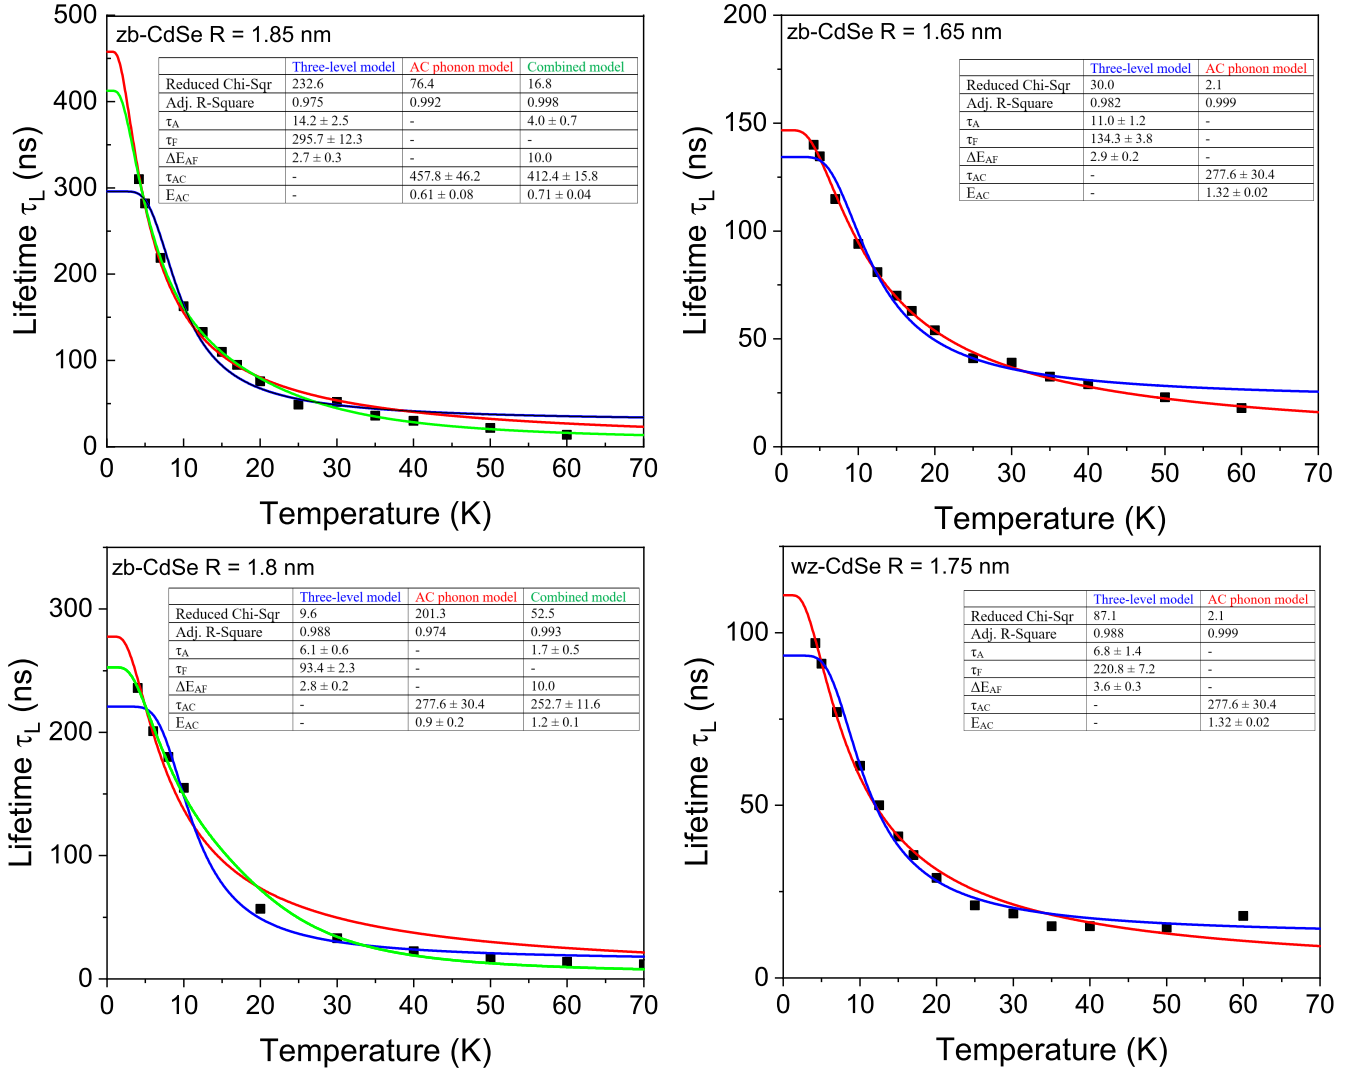 zb-CdSe R = 1.85 nm
Three-level model AC phonon model Combined model
Reduced Chi-Sqr 232.6 76.4 16.8
Adj. R-Square 0.975 0.992 0.998
τA 14.2 ± 2.5 - 4.0 ± 0.7
τF 295.7 ± 12.3 - -
ΔEAF 2.7 ± 0.3 - 10.0
τAC - 457.8 ± 46.2 412.4 ± 15.8
EAC - 0.61 ± 0.08 0.71 ± 0.04
500
400
300
200
100
0
Lifetime τL (ns)
0 10 20 30 40 50 60 70
Temperature (K)
zb-CdSe R = 1.65 nm
Three-level model AC phonon model
Reduced Chi-Sqr 30.0 2.1
Adj. R-Square 0.982 0.999
τA 11.0 ± 1.2 -
τF 134.3 ± 3.8 -
ΔEAF 2.9 ± 0.2 -
τAC - 277.6 ± 30.4
EAC - 1.32 ± 0.02
200
150
100
50
0
Lifetime τL (ns)
0 10 20 30 40 50 60 70
Temperature (K)
zb-CdSe R = 1.8 nm
Three-level model AC phonon model Combined model
Reduced Chi-Sqr 9.6 201.3 52.5
Adj. R-Square 0.988 0.974 0.993
τA 6.1 ± 0.6 - 1.7 ± 0.5
τF 93.4 ± 2.3 - -
ΔEAF 2.8 ± 0.2 - 10.0
τAC - 277.6 ± 30.4 252.7 ± 11.6
EAC - 0.9 ± 0.2 1.2 ± 0.1
300
200
100
0
Lifetime τL (ns)
0 10 20 30 40 50 60 70
Temperature (K)
wz-CdSe R = 1.75 nm
Three-level model AC phonon model
Reduced Chi-Sqr 87.1 2.1
Adj. R-Square 0.988 0.999
τA 6.8 ± 1.4 -
τF 220.8 ± 7.2 -
ΔEAF 3.6 ± 0.3 -
τAC - 277.6 ± 30.4
EAC - 1.32 ± 0.02
100
50
0
Lifetime τL (ns)
0 10 20 30 40 50 60 70
Temperature (K)